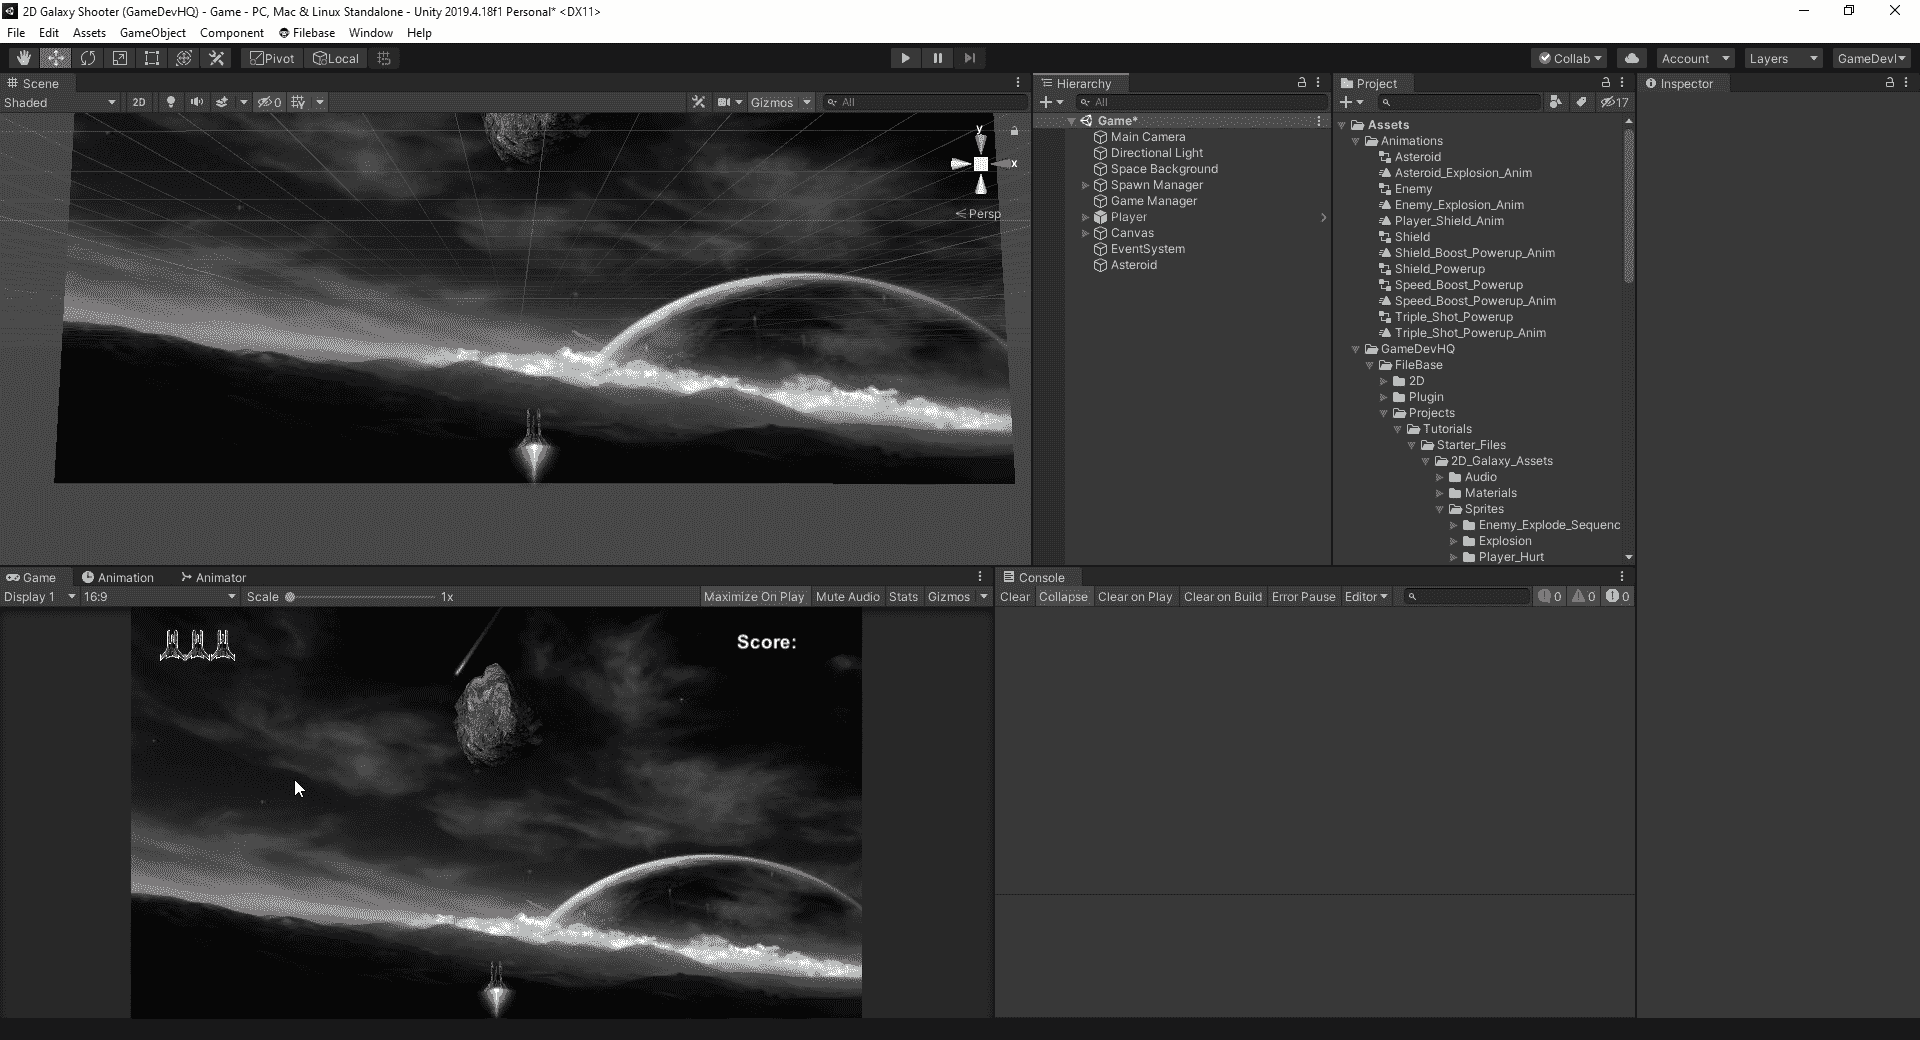 2D Galaxy Shooter (GameDevHQ) - Game - PC, Mac & Linux Standalone - Unity 2019.4.18f1 Personal* <DX11>
File Edit Assets GameObject Component Filebase Window Help
Pivot Local Collab Account Layers GameDevl
Scene
Shaded 2D 0 Gizmos All
y
x
Persp
Hierarchy
All
Game*
Main Camera
Directional Light
Space Background
Spawn Manager
Game Manager
Player
Canvas
EventSystem
Asteroid
Project
17
Assets
Animations
Asteroid
Asteroid_Explosion_Anim
Enemy
Enemy_Explosion_Anim
Player_Shield_Anim
Shield
Shield_Boost_Powerup_Anim
Shield_Powerup
Speed_Boost_Powerup
Speed_Boost_Powerup_Anim
Triple_Shot_Powerup
Triple_Shot_Powerup_Anim
GameDevHQ
FileBase
2D
Plugin
Projects
Tutorials
Starter_Files
2D_Galaxy_Assets
Audio
Materials
Sprites
Enemy_Explode_Sequenc
Explosion
Player_Hurt
Inspector
Game Animation Animator
Display 1 16:9 Scale 1x Maximize On Play Mute Audio Stats Gizmos
Score:
Console
Clear Collapse Clear on Play Clear on Build Error Pause Editor 0 0 0